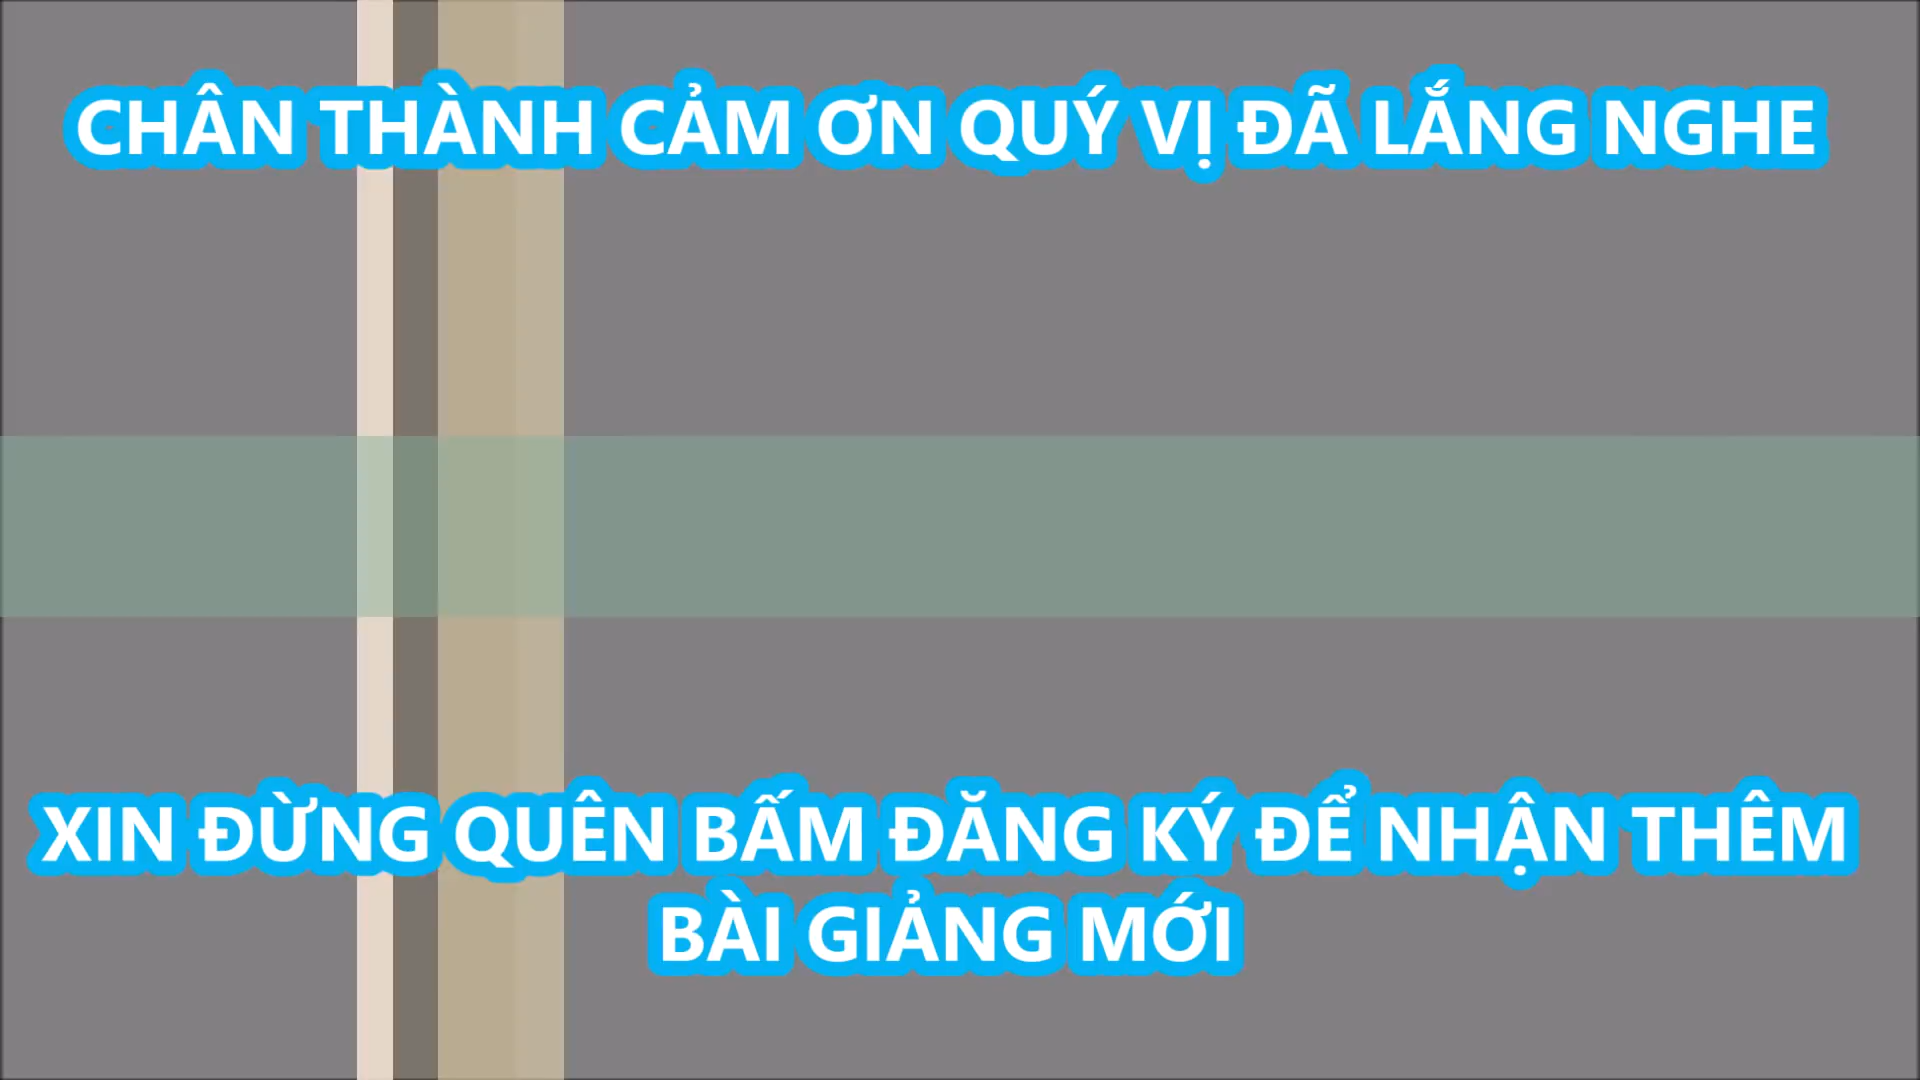 CHÂN THÀNH CẢM ƠN QUÝ VỊ ĐÃ LẮNG NGHE
XIN ĐỪNG QUÊN BẤM ĐĂNG KÝ ĐỂ NHẬN THÊM
BÀI GIẢNG MỚI